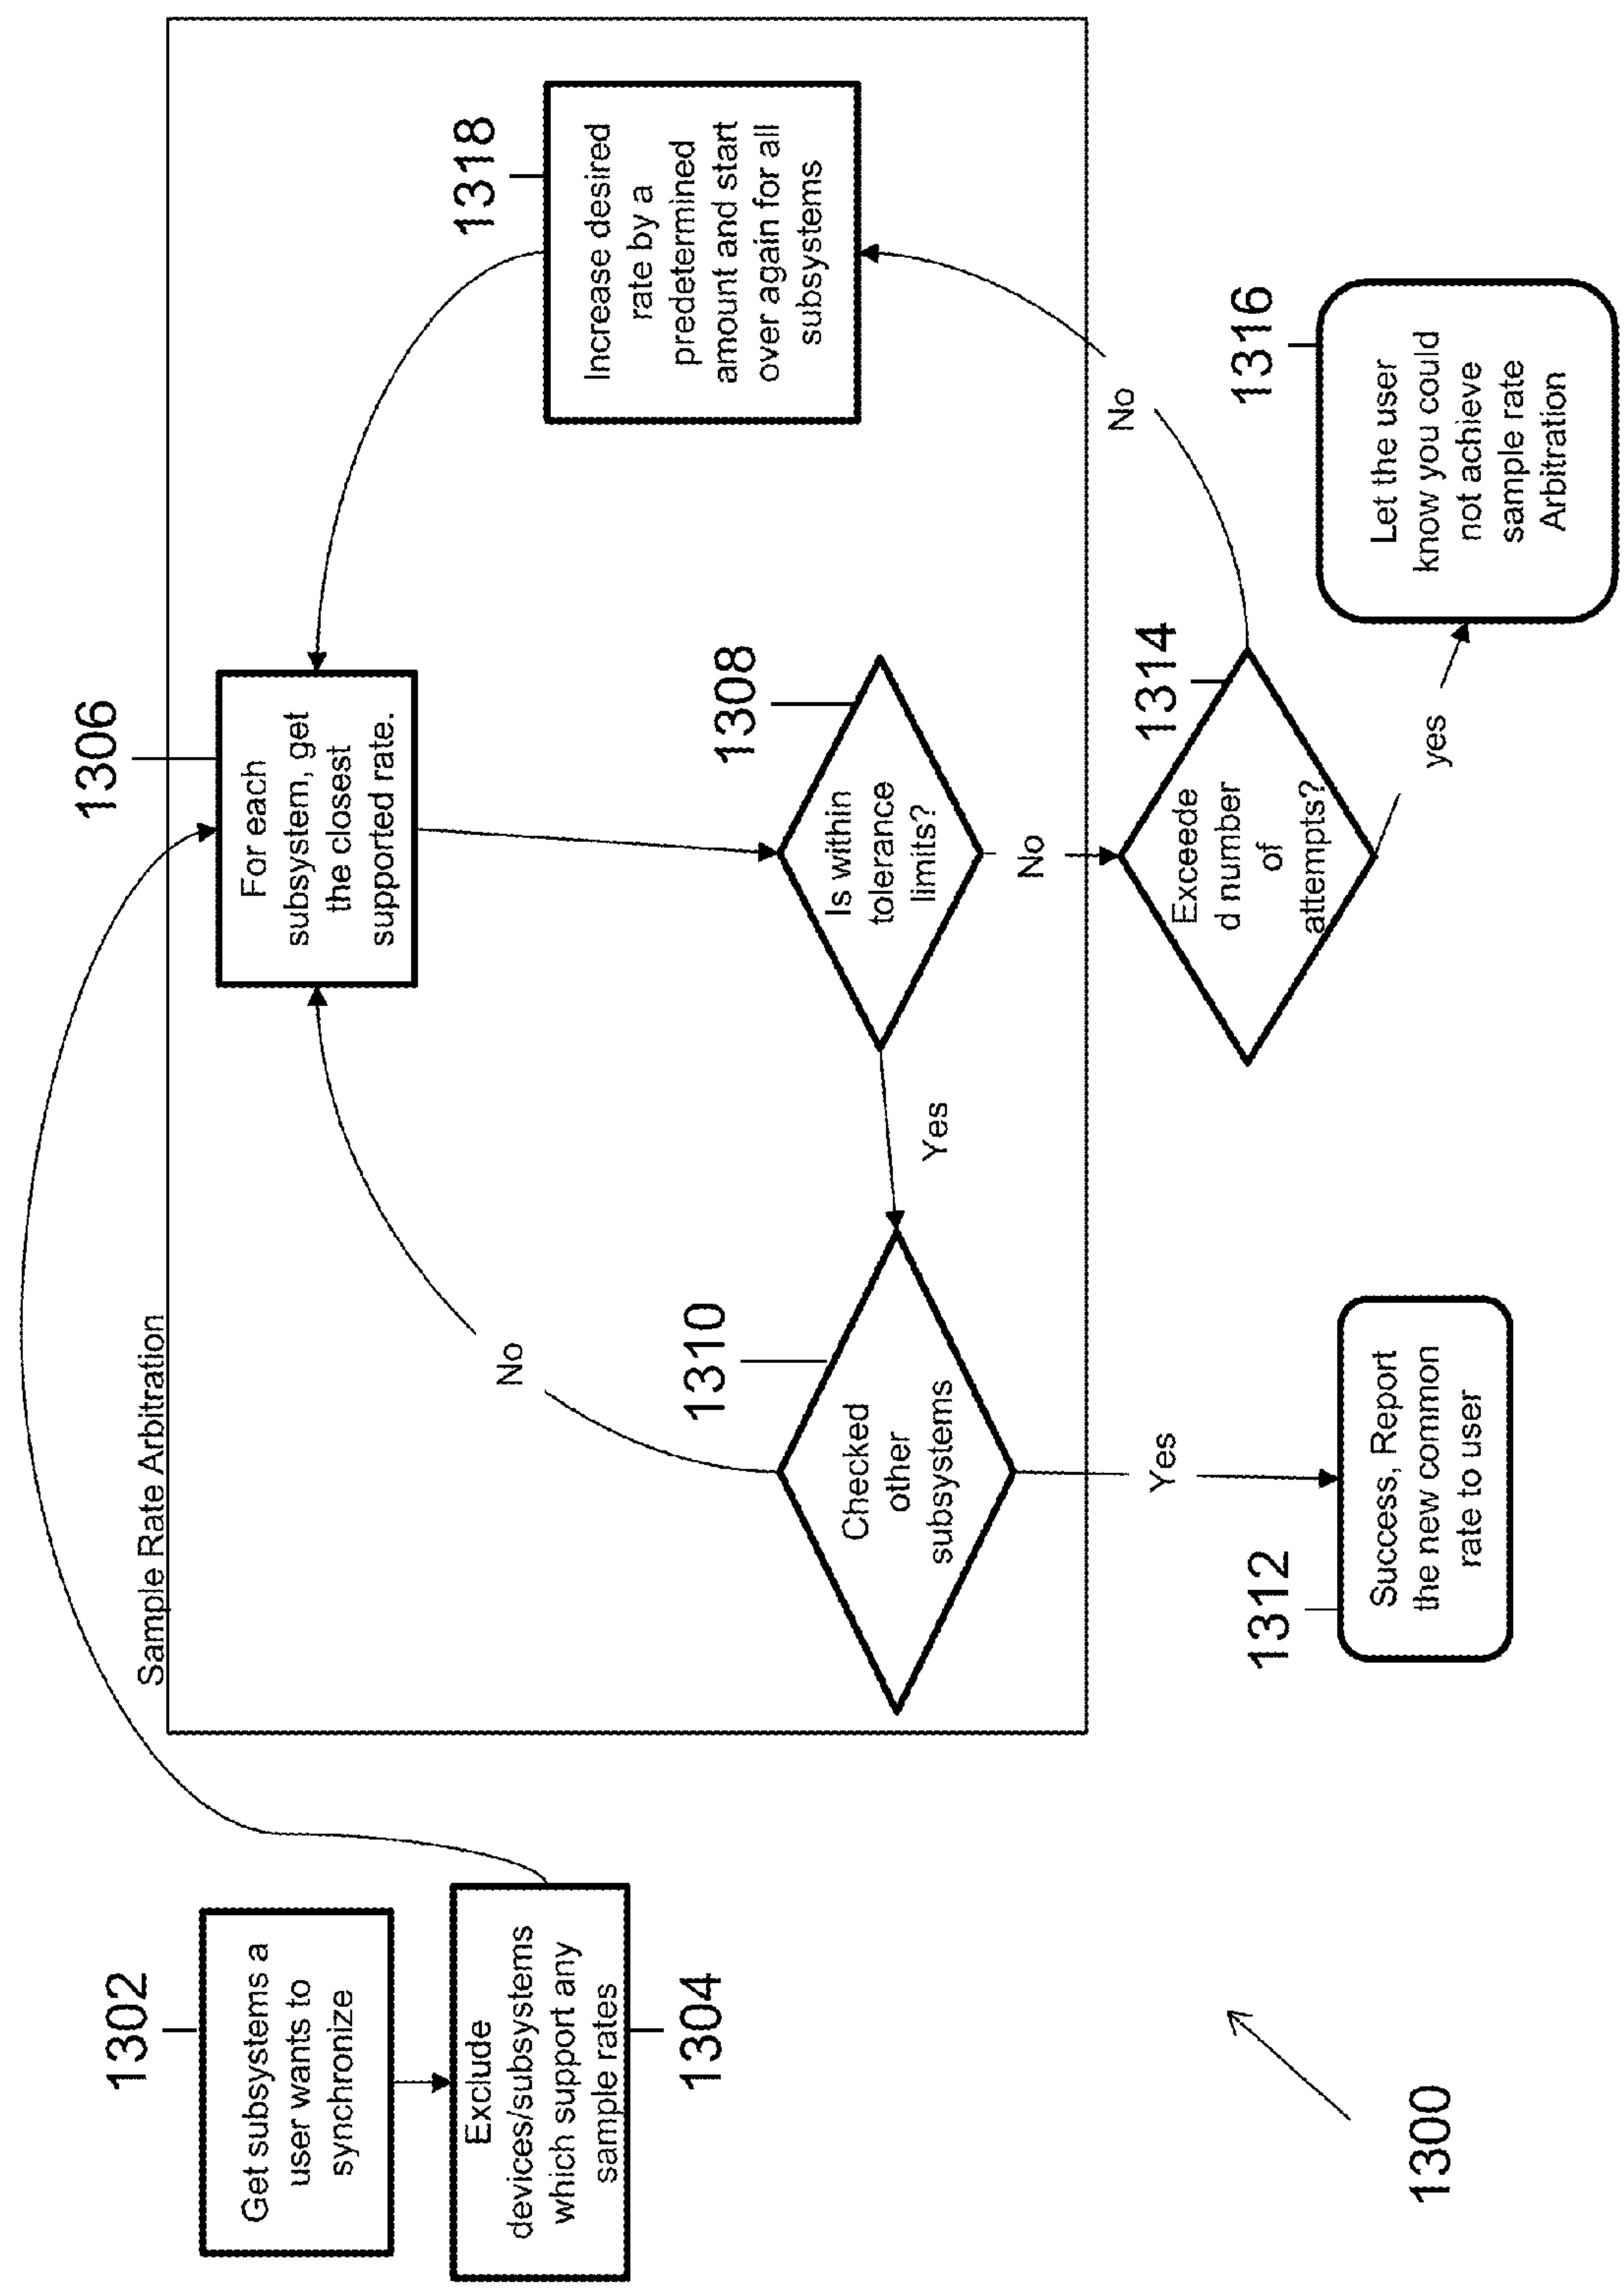 1302
Get subsystems a
user wants to
synchronize
Exclude
devices/subsystems
which support any
sample rates
1304
Sample Rate Arbitration
1306
For each
subsystem, get
the closest
supported rate.
1308
Is within
tolerance
limits?
Yes
No
1310
Checked
other
subsystems
No
Yes
1312
Success, Report
the new common
rate to user
1314
Exceede
d number
of
attempts?
yes
No
1316
Let the user
know you could
not achieve
sample rate
Arbitration
1318
Increase desired
rate by a
predetermined
amount and start
over again for all
subsystems
1300